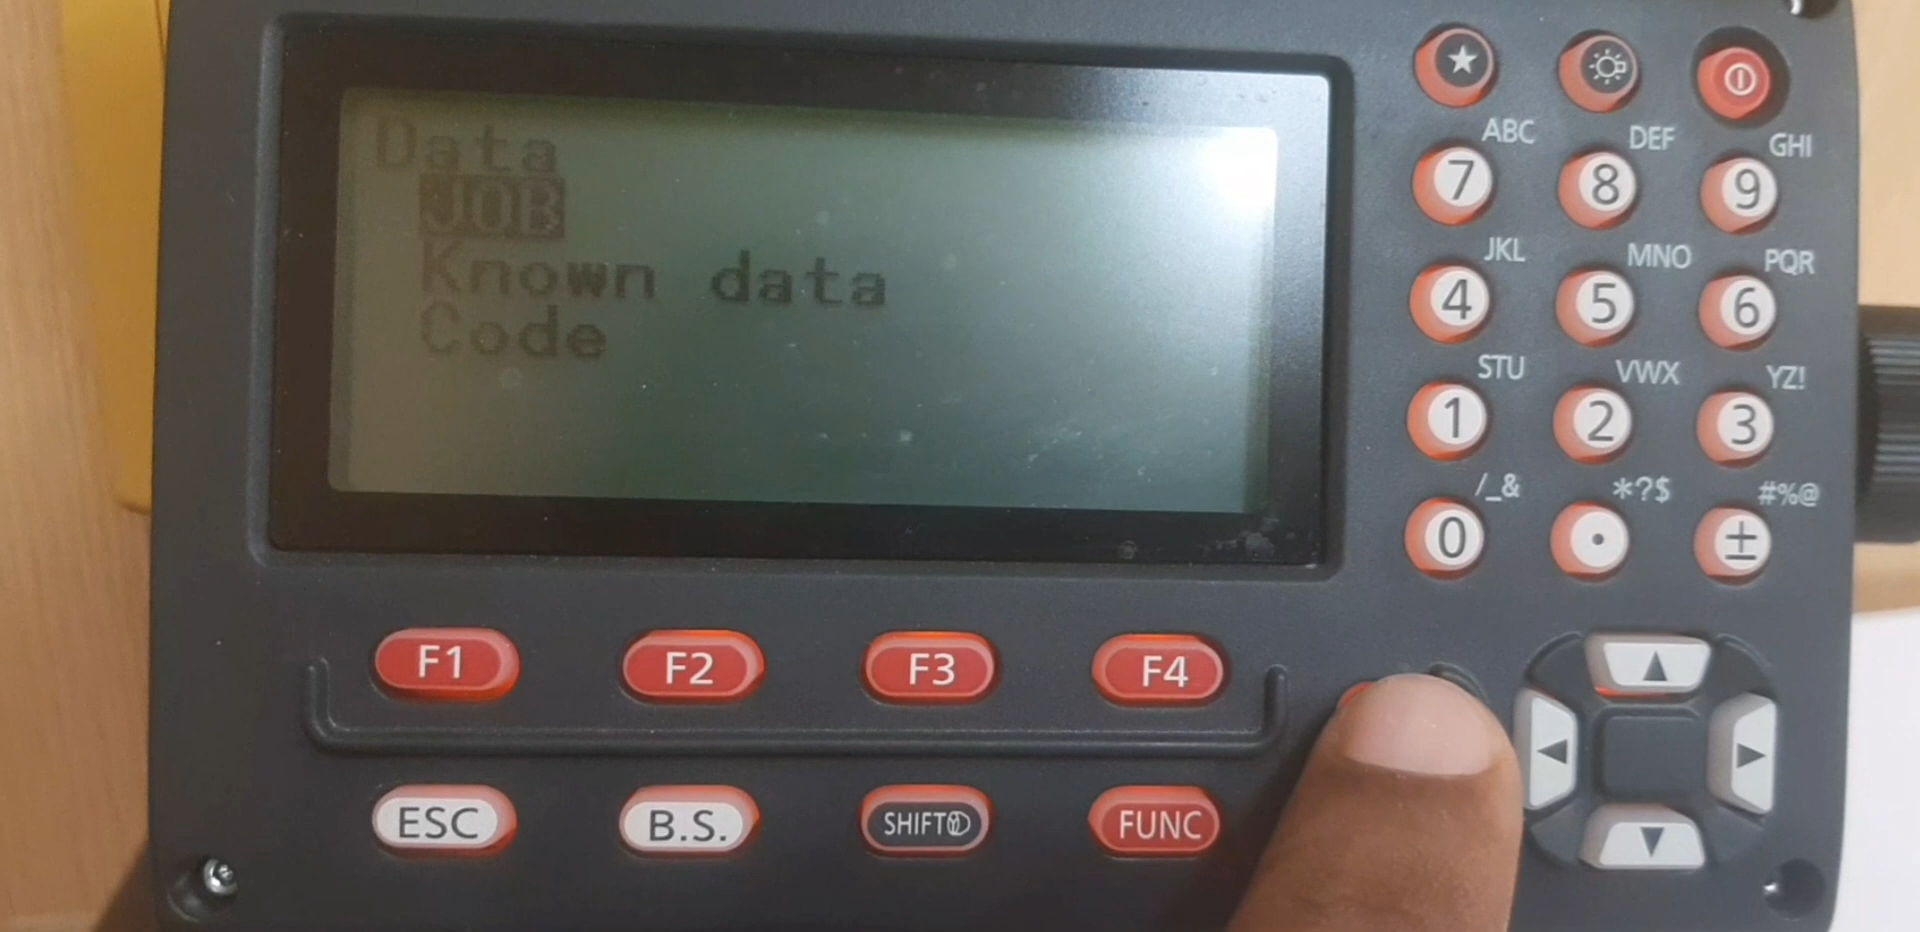 Data
JOB
Known data
Code
ABC DEF GHI
7 8 9
JKL MNO PQR
4 5 6
STU VWX YZ!
1 2 3
/_& *?$ #%@
0 • ±
F1 F2 F3 F4
ESC B.S. SHIFT FUNC